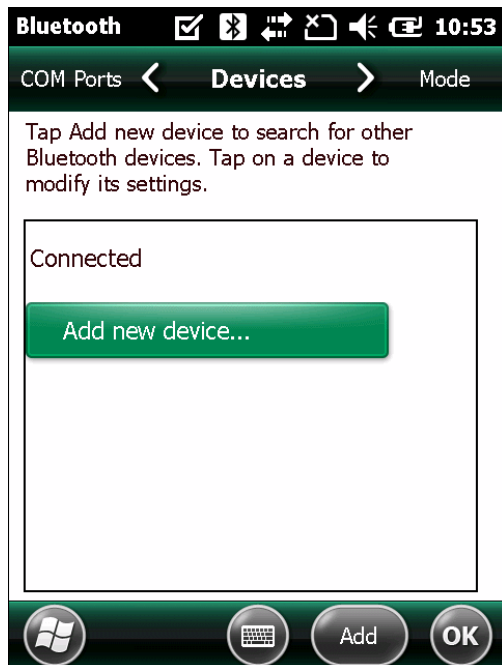 Bluetooth 10:53
COM Ports Devices Mode
Tap Add new device to search for other
Bluetooth devices. Tap on a device to
modify its settings.
Connected
Add new device...
Add OK